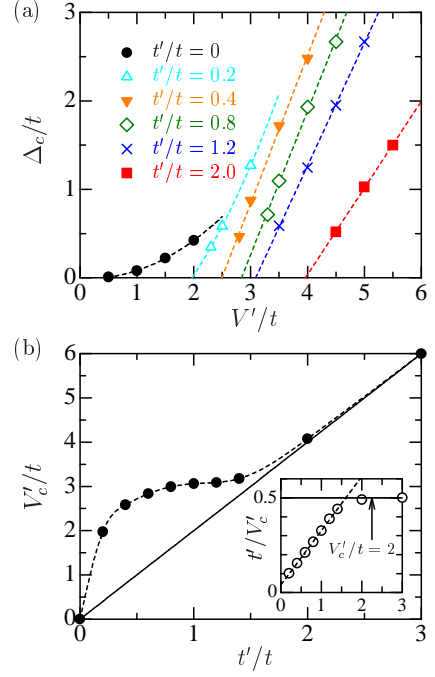 (a)
3
2
1
0
Δc/t
t′/t = 0
t′/t = 0.2
t′/t = 0.4
t′/t = 0.8
t′/t = 1.2
t′/t = 2.0
0 1 2 3 4 5 6
V′/t
(b)
6
5
4
3
2
1
0
V′c/t
0.5
0
t′/V′c
V′c/t = 2
0 1 2 3
0 1 2 3
t′/t